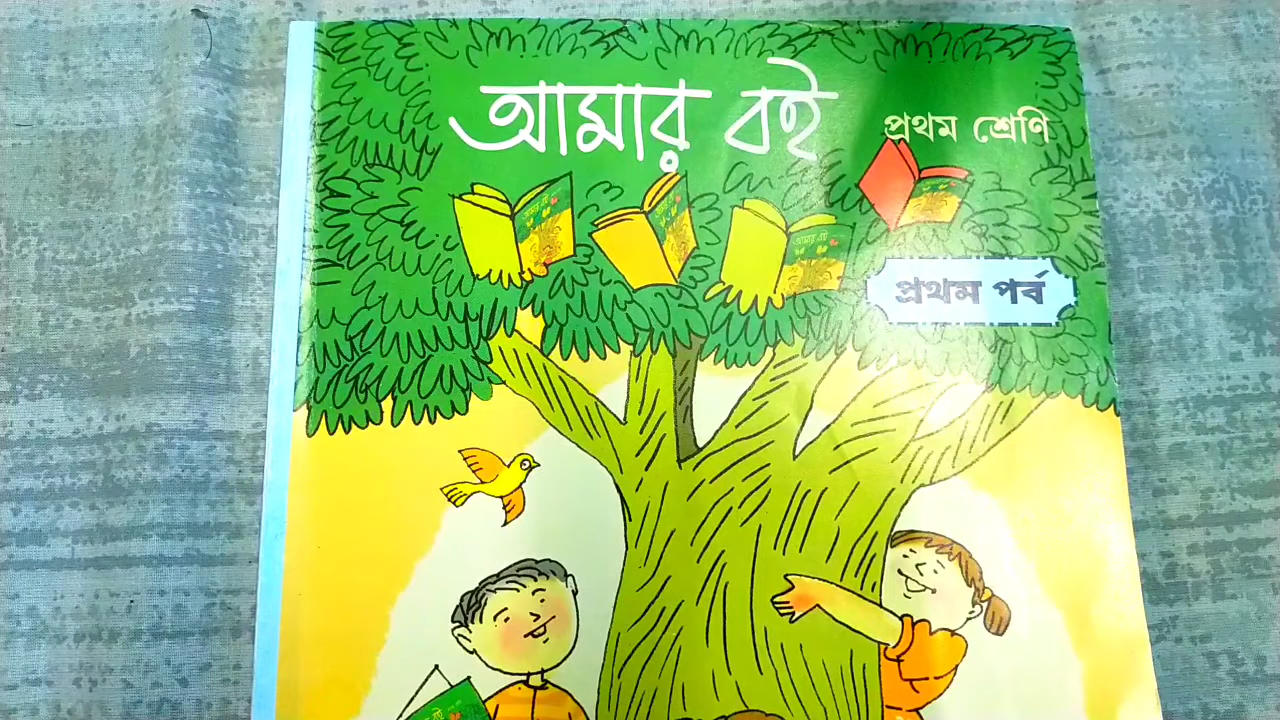 আমার বই
প্রথম শ্রেণি
প্রথম পর্ব